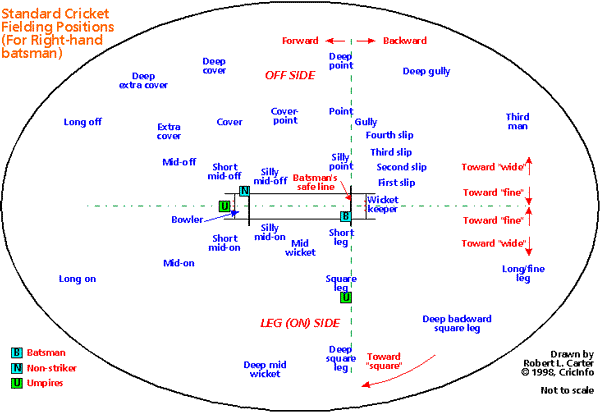 Standard Cricket
Fielding Positions
(For Right-hand
batsman)
Forward
Backward
Deep
point
Deep
cover
Deep
extra cover
OFF SIDE
Deep gully
Long off
Extra
cover
Cover
Cover-
point
Point
Gully
Third
man
Fourth slip
Mid-off
Short
mid-off
Silly
mid-off
Silly
point
Third slip
Second slip
First slip
Toward "wide"
Batsman's
safe line
N
Toward "fine"
U
Wicket
keeper
Bowler
B
Toward "fine"
Short
mid-on
Silly
mid-on
Mid
wicket
Short
leg
Toward "wide"
Long on
Mid-on
Square
leg
Long/fine
leg
U
LEG (ON) SIDE
Deep backward
square leg
Deep mid
wicket
Deep
square
leg
Toward
"square"
B Batsman
N Non-striker
U Umpires
Drawn by
Robert L. Carter
© 1998, CricInfo
Not to scale